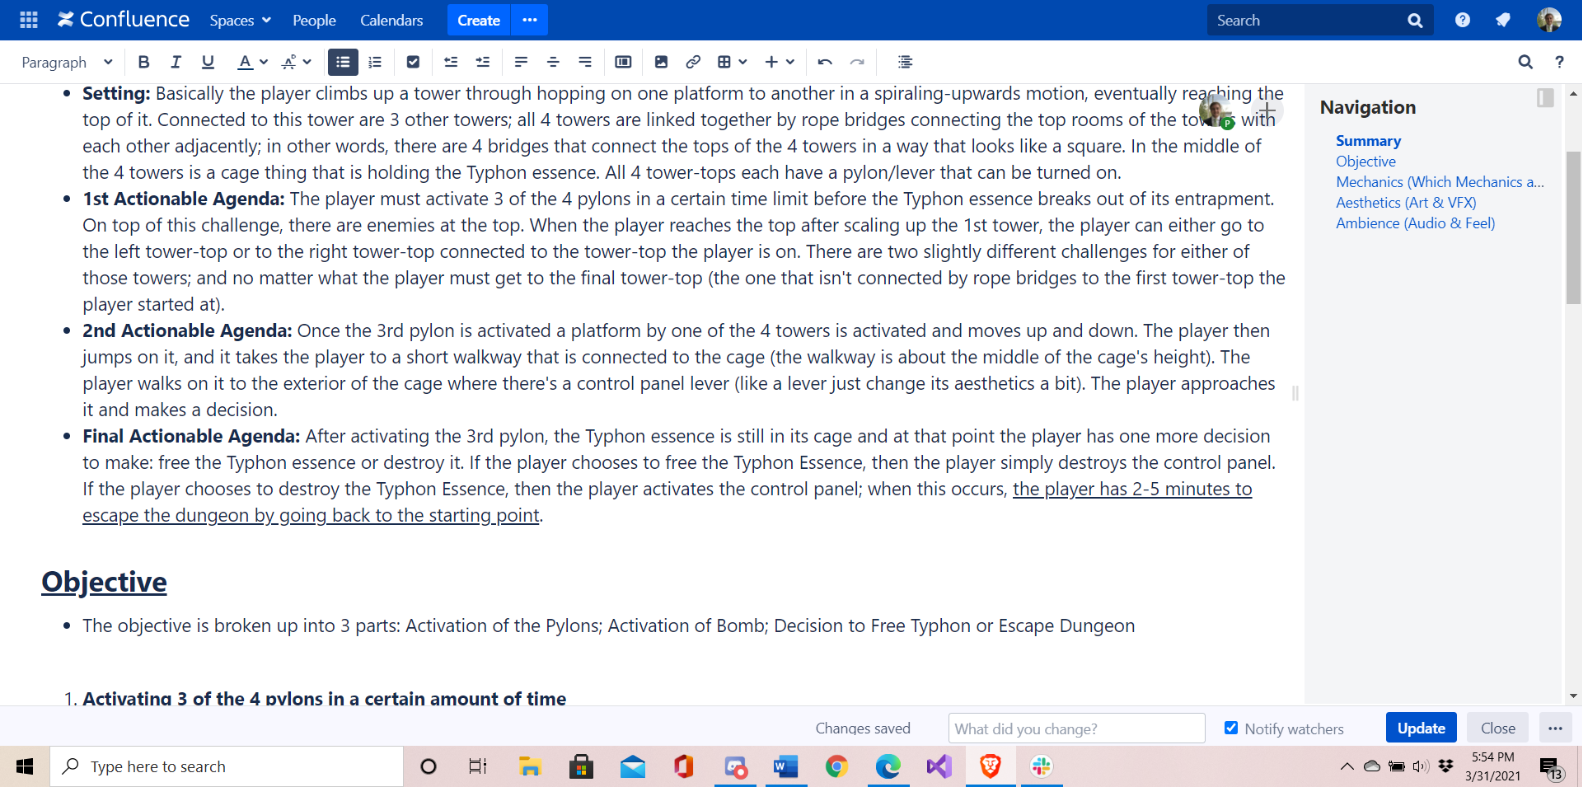 Confluence Spaces People Calendars Create ••• Search
Paragraph B I U A
• Setting: Basically the player climbs up a tower through hopping on one platform to another in a spiraling-upwards motion, eventually reaching the
top of it. Connected to this tower are 3 other towers; all 4 towers are linked together by rope bridges connecting the top rooms of the towers with
each other adjacently; in other words, there are 4 bridges that connect the tops of the 4 towers in a way that looks like a square. In the middle of
the 4 towers is a cage thing that is holding the Typhon essence. All 4 tower-tops each have a pylon/lever that can be turned on.
• 1st Actionable Agenda: The player must activate 3 of the 4 pylons in a certain time limit before the Typhon essence breaks out of its entrapment.
On top of this challenge, there are enemies at the top. When the player reaches the top after scaling up the 1st tower, the player can either go to
the left tower-top or to the right tower-top connected to the tower-top the player is on. There are two slightly different challenges for either of
those towers; and no matter what the player must get to the final tower-top (the one that isn't connected by rope bridges to the first tower-top the
player started at).
• 2nd Actionable Agenda: Once the 3rd pylon is activated a platform by one of the 4 towers is activated and moves up and down. The player then
jumps on it, and it takes the player to a short walkway that is connected to the cage (the walkway is about the middle of the cage's height). The
player walks on it to the exterior of the cage where there's a control panel lever (like a lever just change its aesthetics a bit). The player approaches
it and makes a decision.
• Final Actionable Agenda: After activating the 3rd pylon, the Typhon essence is still in its cage and at that point the player has one more decision
to make: free the Typhon essence or destroy it. If the player chooses to free the Typhon Essence, then the player simply destroys the control panel.
If the player chooses to destroy the Typhon Essence, then the player activates the control panel; when this occurs, the player has 2-5 minutes to
escape the dungeon by going back to the starting point.
Objective
• The objective is broken up into 3 parts: Activation of the Pylons; Activation of Bomb; Decision to Free Typhon or Escape Dungeon
1. Activating 3 of the 4 pylons in a certain amount of time
P
Navigation
Summary
Objective
Mechanics (Which Mechanics a...
Aesthetics (Art & VFX)
Ambience (Audio & Feel)
Changes saved What did you change? Notify watchers Update Close •••
Type here to search
5:54 PM
3/31/2021
13